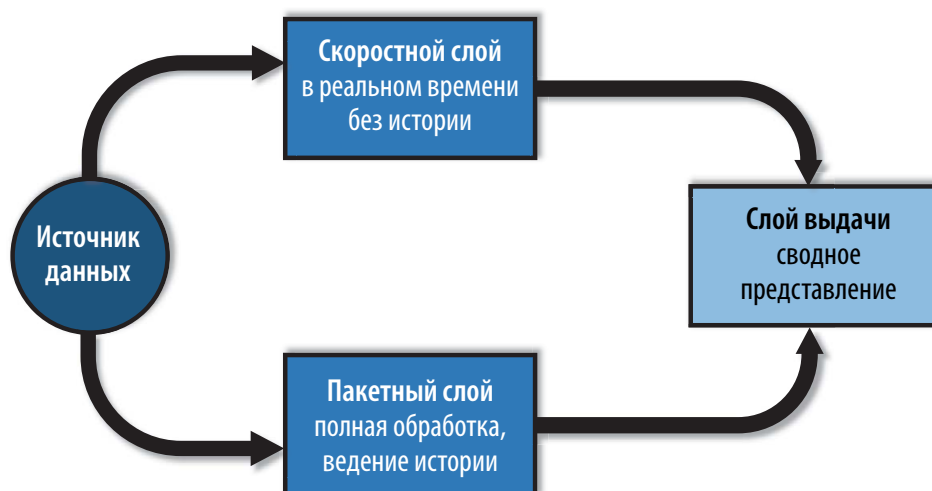 Скоростной слой
в реальном времени
без истории
Источник
данных
Слой выдачи
сводное
представление
Пакетный слой
полная обработка,
ведение истории